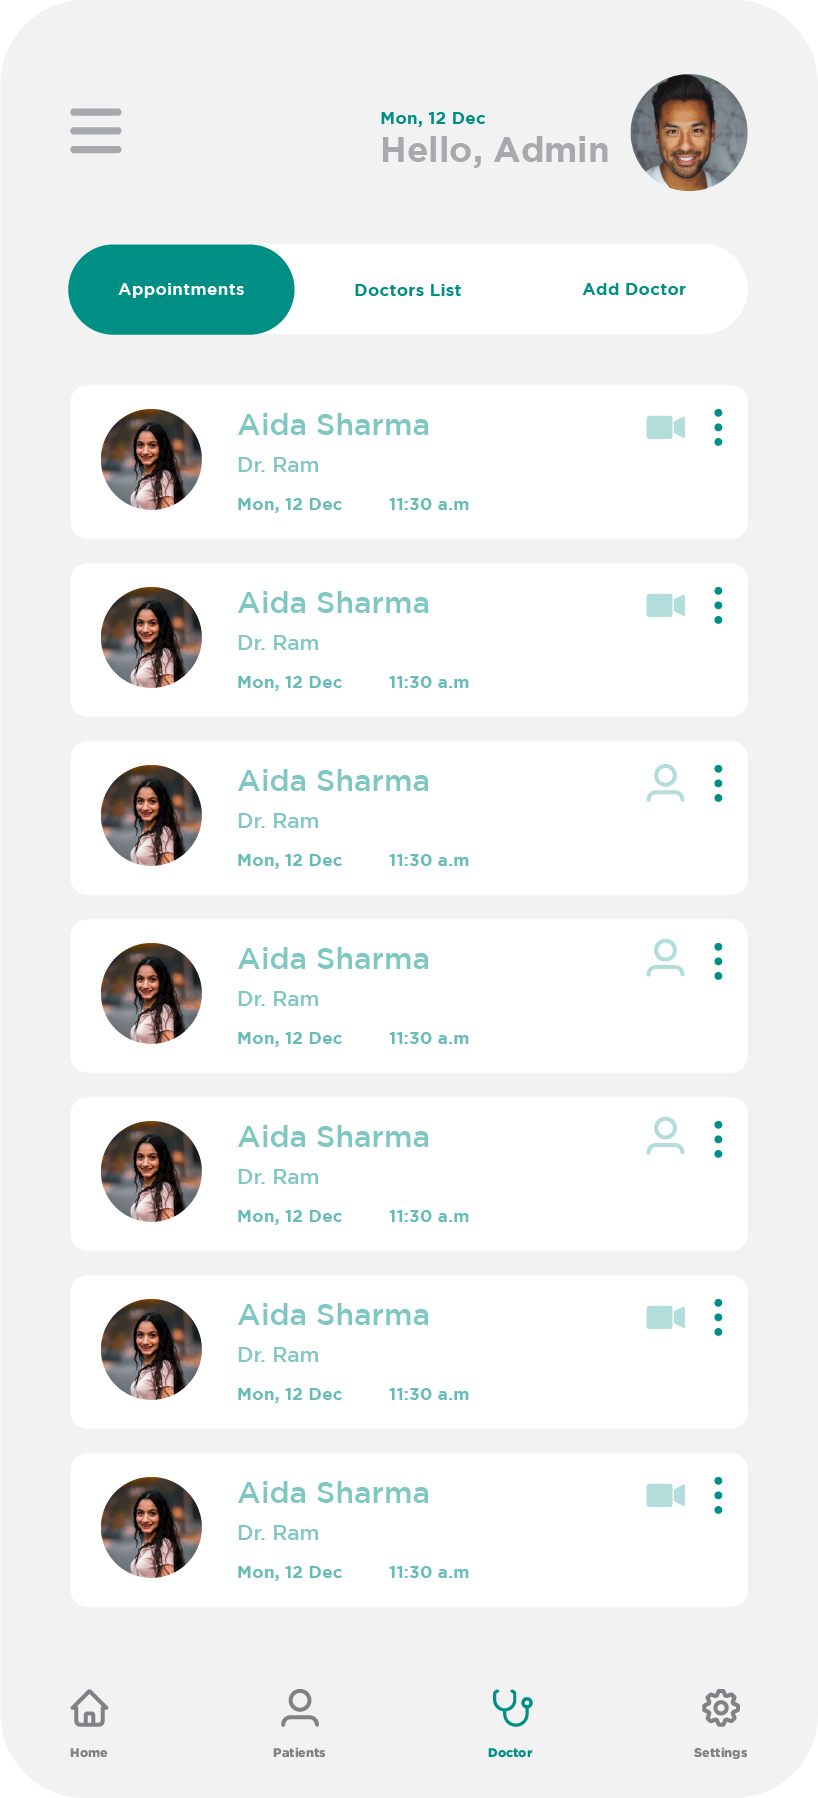 Mon, 12 Dec
Hello, Admin
Appointments Doctors List Add Doctor
Aida Sharma
Dr. Ram
Mon, 12 Dec 11:30 a.m
Aida Sharma
Dr. Ram
Mon, 12 Dec 11:30 a.m
Aida Sharma
Dr. Ram
Mon, 12 Dec 11:30 a.m
Aida Sharma
Dr. Ram
Mon, 12 Dec 11:30 a.m
Aida Sharma
Dr. Ram
Mon, 12 Dec 11:30 a.m
Aida Sharma
Dr. Ram
Mon, 12 Dec 11:30 a.m
Aida Sharma
Dr. Ram
Mon, 12 Dec 11:30 a.m
Home Patients Doctor Settings